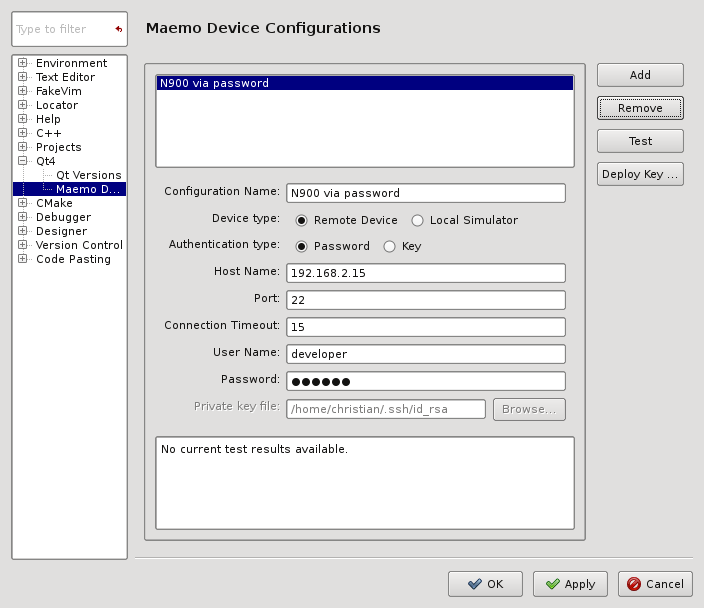 Type to filter
Maemo Device Configurations
Environment
Text Editor
FakeVim
Locator
Help
C++
Projects
Qt4
Qt Versions
Maemo D...
CMake
Debugger
Designer
Version Control
Code Pasting
N900 via password
Add
Remove
Test
Deploy Key ...
Configuration Name: N900 via password
Device type: Remote Device Local Simulator
Authentication type: Password Key
Host Name: 192.168.2.15
Port: 22
Connection Timeout: 15
User Name: developer
Password: ●●●●●●
Private key file: /home/christian/.ssh/id_rsa Browse...
No current test results available.
OK Apply Cancel